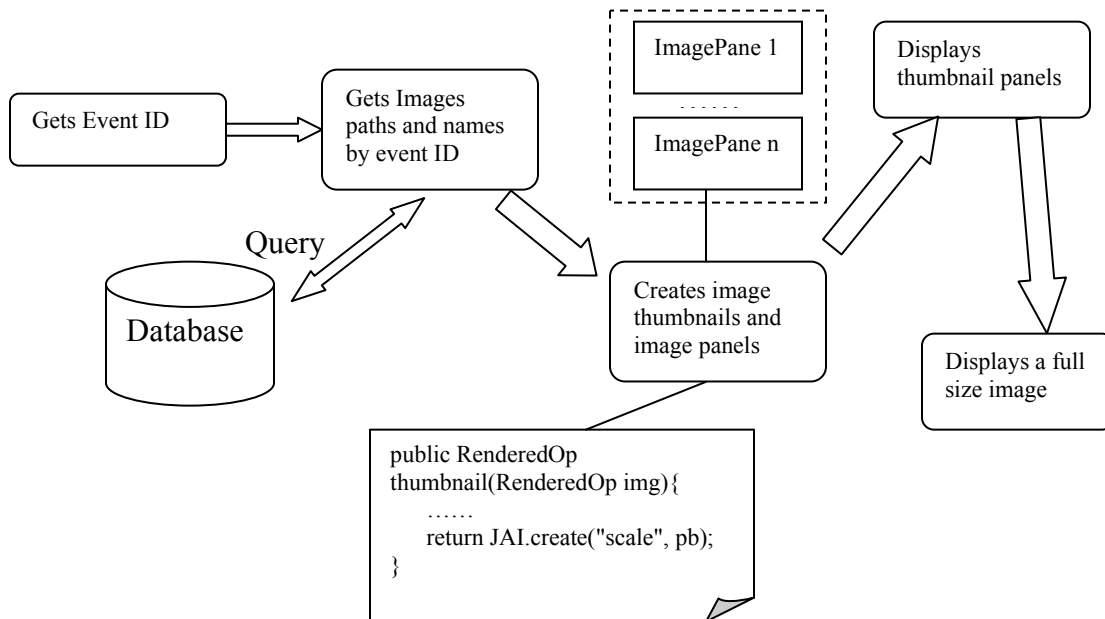 Gets Event ID
Gets Images
paths and names
by event ID
Query
Database
ImagePane 1
......
ImagePane n
Creates image
thumbnails and
image panels
Displays
thumbnail panels
Displays a full
size image
public RenderedOp
thumbnail(RenderedOp img){
......
return JAI.create("scale", pb);
}